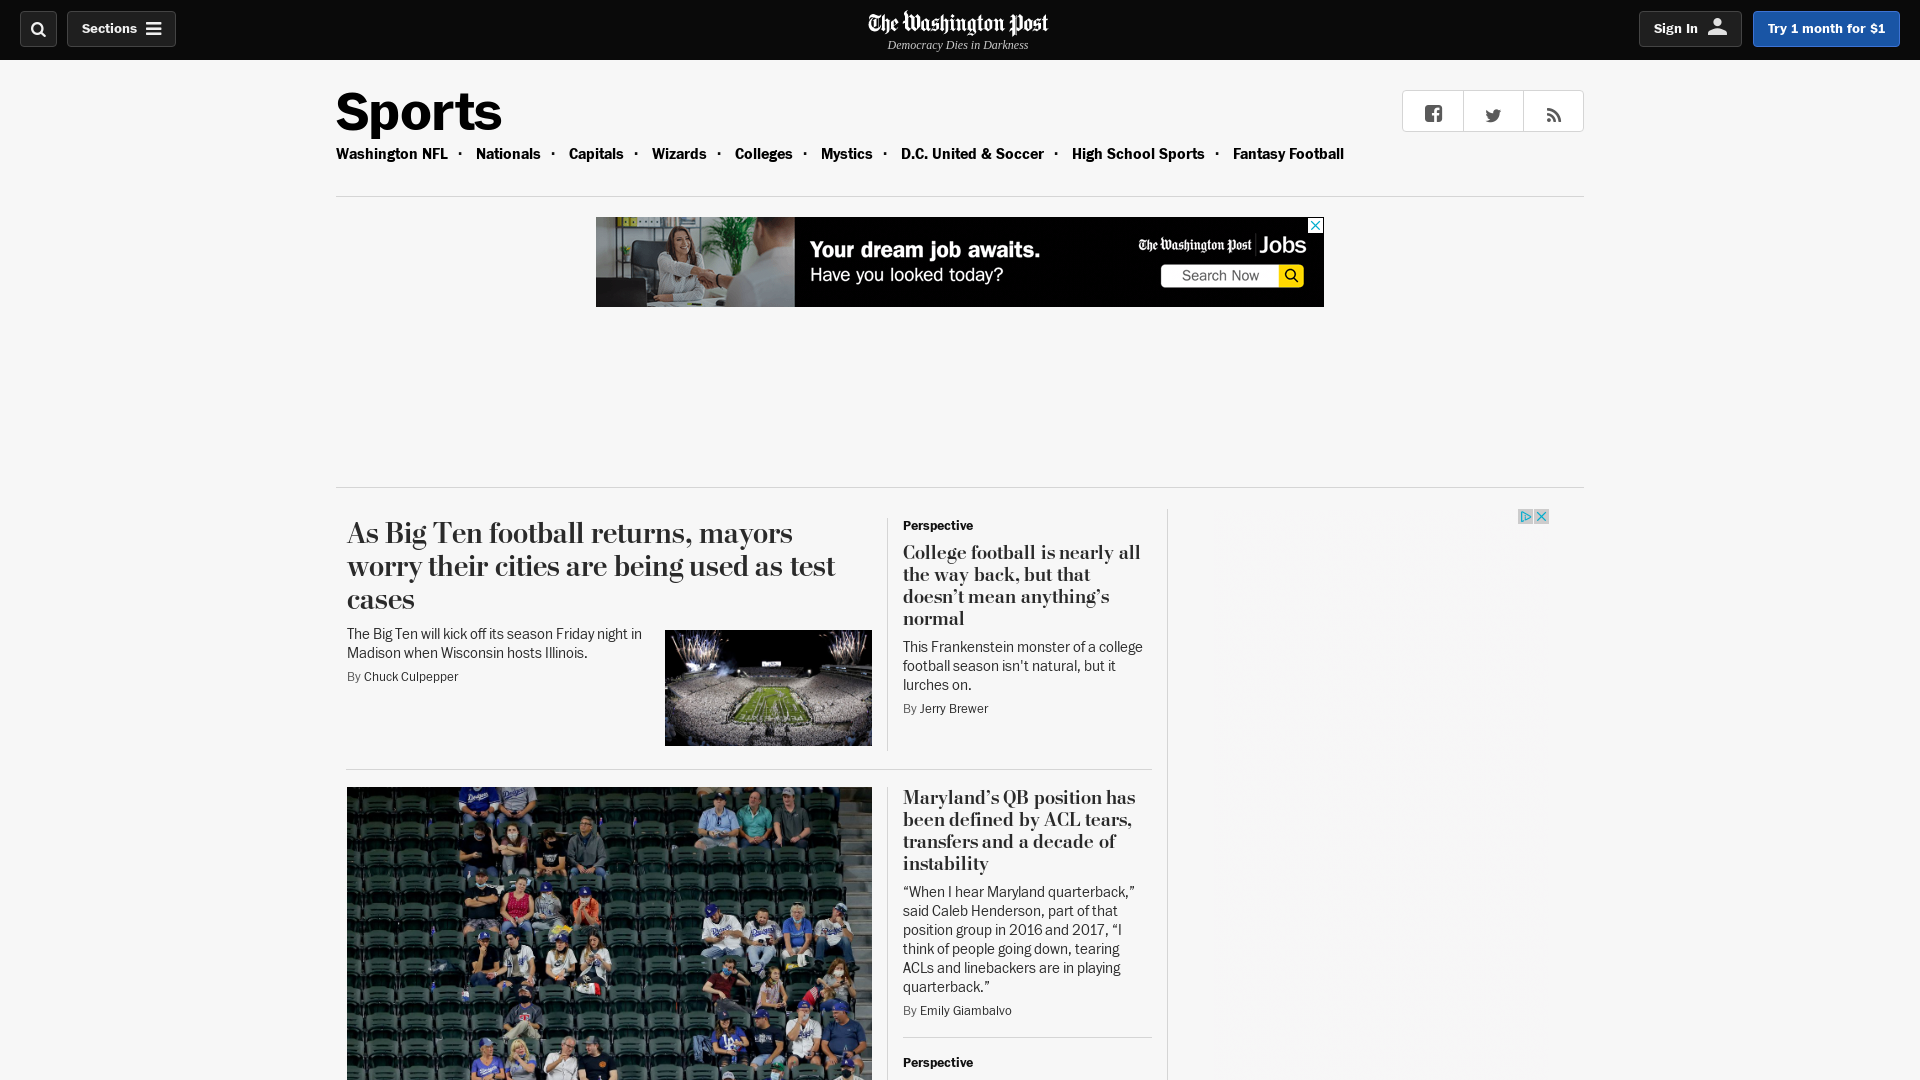 Sections
The Washington Post
Democracy Dies in Darkness
Sign In
Try 1 month for $1
Sports
Washington NFL · Nationals · Capitals · Wizards · Colleges · Mystics · D.C. United & Soccer · High School Sports · Fantasy Football
Your dream job awaits.
Have you looked today?
The Washington Post Jobs
Search Now
As Big Ten football returns, mayors
worry their cities are being used as test
cases
The Big Ten will kick off its season Friday night in
Madison when Wisconsin hosts Illinois.
By Chuck Culpepper
Perspective
College football is nearly all
the way back, but that
doesn’t mean anything’s
normal
This Frankenstein monster of a college
football season isn't natural, but it
lurches on.
By Jerry Brewer
Maryland’s QB position has
been defined by ACL tears,
transfers and a decade of
instability
“When I hear Maryland quarterback,”
said Caleb Henderson, part of that
position group in 2016 and 2017, “I
think of people going down, tearing
ACLs and linebackers are in playing
quarterback.”
By Emily Giambalvo
Perspective